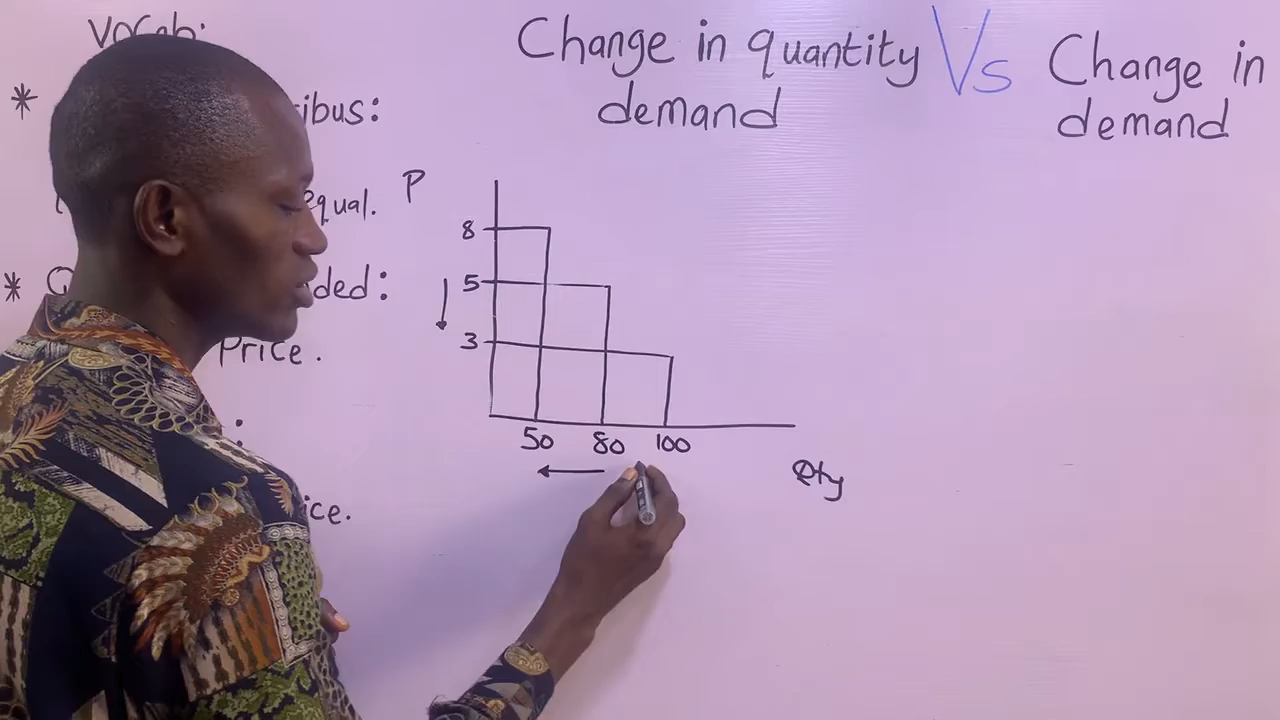 Vocab:
*
ibus:
equal.
*
ded:
Price.
:
ice.
Change in quantity
demand
Vs
Change in
demand
P
8
5
3
50 80 100
Qty